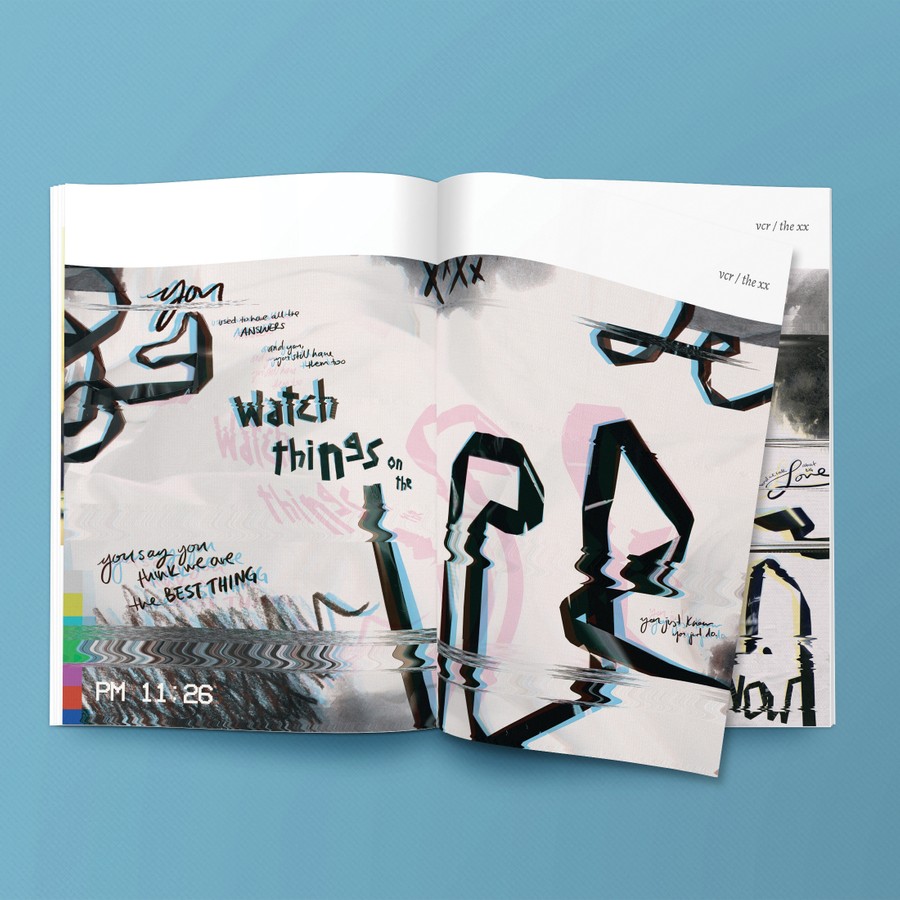 vcr / the xx
vcr / the xx
you
used to have all the
ANSWERS
and you,
you still have
them too
watch
things on
the
you say you
think we are
the BEST THING
you just know
you just do
PM 11:26
Love